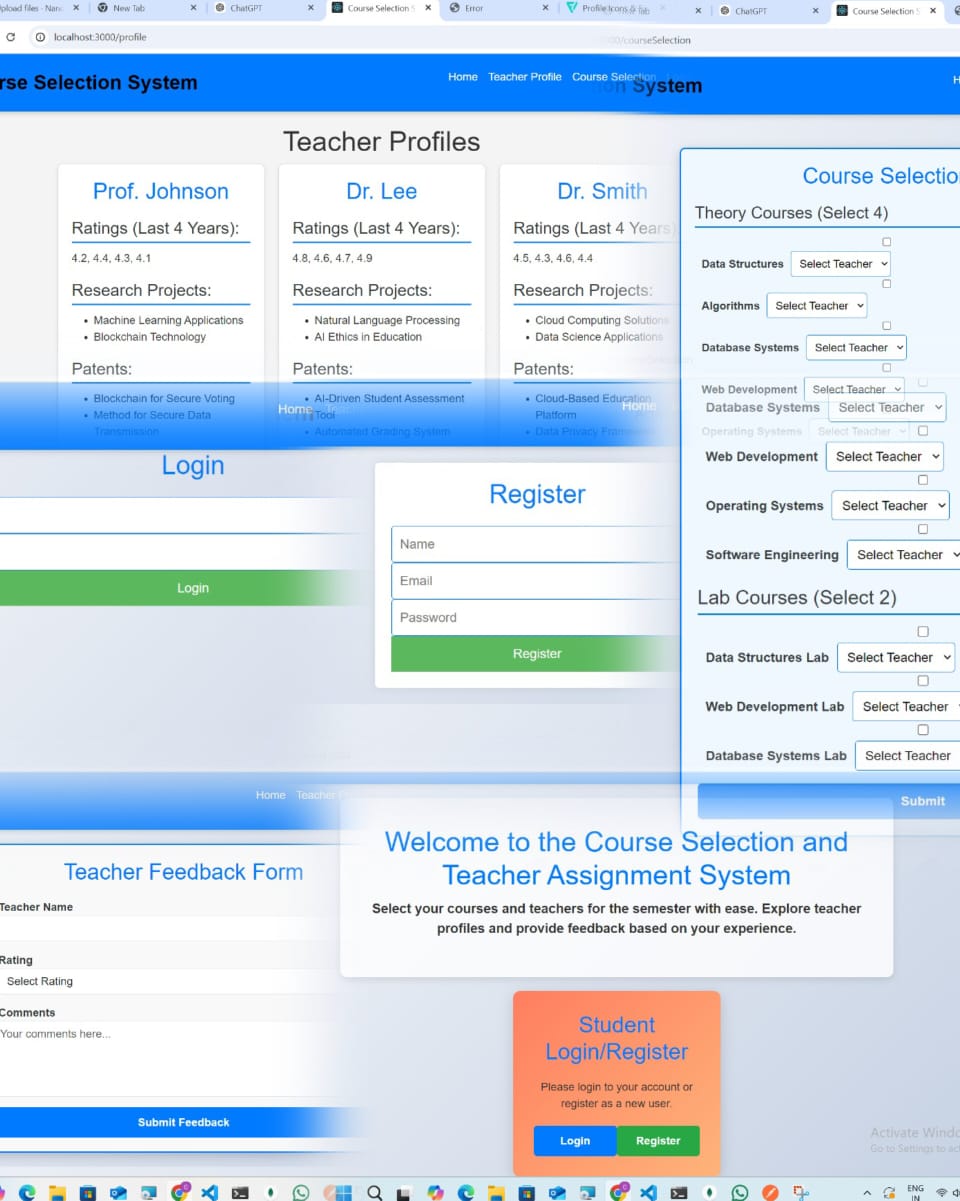 New Tab
ChatGPT
Course Selection S
Error
Profile Icons &
Tab
ChatGPT
Course Selection S
localhost:3000/profile
/courseSelection
rse Selection System
Home Teacher Profile Course Selection
System
Teacher Profiles
Prof. Johnson
Ratings (Last 4 Years):
4.2, 4.4, 4.3, 4.1
Research Projects:
• Machine Learning Applications
• Blockchain Technology
Patents:
• Blockchain for Secure Voting
• Method for Secure Data
Transmission
Dr. Lee
Ratings (Last 4 Years):
4.8, 4.6, 4.7, 4.9
Research Projects:
• Natural Language Processing
• AI Ethics in Education
Patents:
• AI-Driven Student Assessment
Tool
• Automated Grading System
Dr. Smith
Ratings (Last 4 Years):
4.5, 4.3, 4.6, 4.4
Research Projects:
• Cloud Computing Solutions
• Data Science Applications
Patents:
• Cloud-Based Education
Platform
• Data Privacy Framework
Course Selectio
Theory Courses (Select 4)
Data Structures Select Teacher
Algorithms Select Teacher
Database Systems Select Teacher
Web Development Select Teacher
Database Systems Select Teacher
Operating Systems Select Teacher
Web Development Select Teacher
Operating Systems Select Teacher
Software Engineering Select Teacher
Lab Courses (Select 2)
Data Structures Lab Select Teacher
Web Development Lab Select Teacher
Database Systems Lab Select Teacher
Submit
Home
Home
Login
Login
Register
Name
Email
Password
Register
Home Teacher
Teacher Feedback Form
Teacher Name
Rating
Select Rating
Comments
Your comments here...
Submit Feedback
Welcome to the Course Selection and
Teacher Assignment System
Select your courses and teachers for the semester with ease. Explore teacher
profiles and provide feedback based on your experience.
Student
Login/Register
Please login to your account or
register as a new user.
Login Register
Activate Windo
Go to Settings to act
ENG
IN